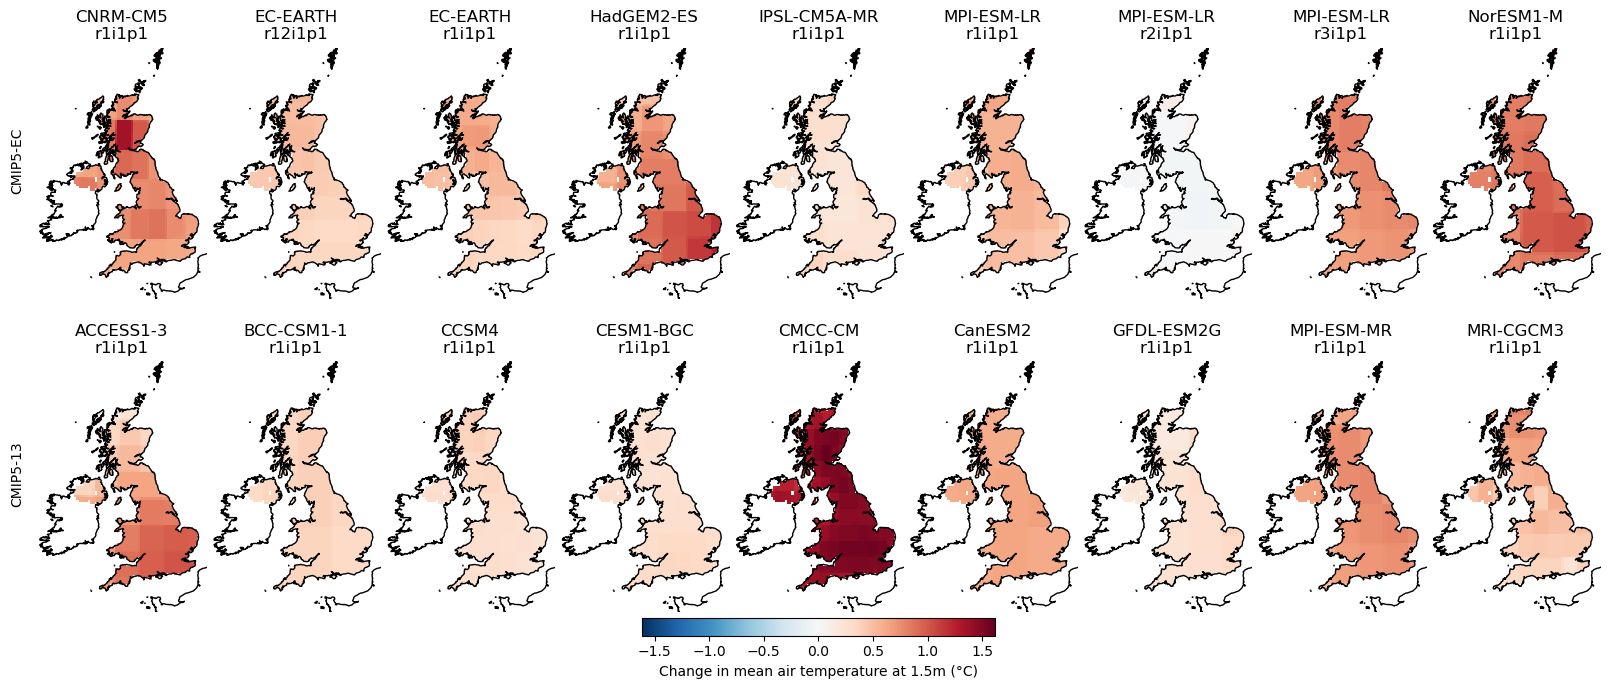 CNRM-CM5
r1i1p1
EC-EARTH
r12i1p1
EC-EARTH
r1i1p1
HadGEM2-ES
r1i1p1
IPSL-CM5A-MR
r1i1p1
MPI-ESM-LR
r1i1p1
MPI-ESM-LR
r2i1p1
MPI-ESM-LR
r3i1p1
NorESM1-M
r1i1p1
CMIP5-EC
ACCESS1-3
r1i1p1
BCC-CSM1-1
r1i1p1
CCSM4
r1i1p1
CESM1-BGC
r1i1p1
CMCC-CM
r1i1p1
CanESM2
r1i1p1
GFDL-ESM2G
r1i1p1
MPI-ESM-MR
r1i1p1
MRI-CGCM3
r1i1p1
CMIP5-13
−1.5 −1.0 −0.5 0.0 0.5 1.0 1.5
Change in mean air temperature at 1.5m (°C)